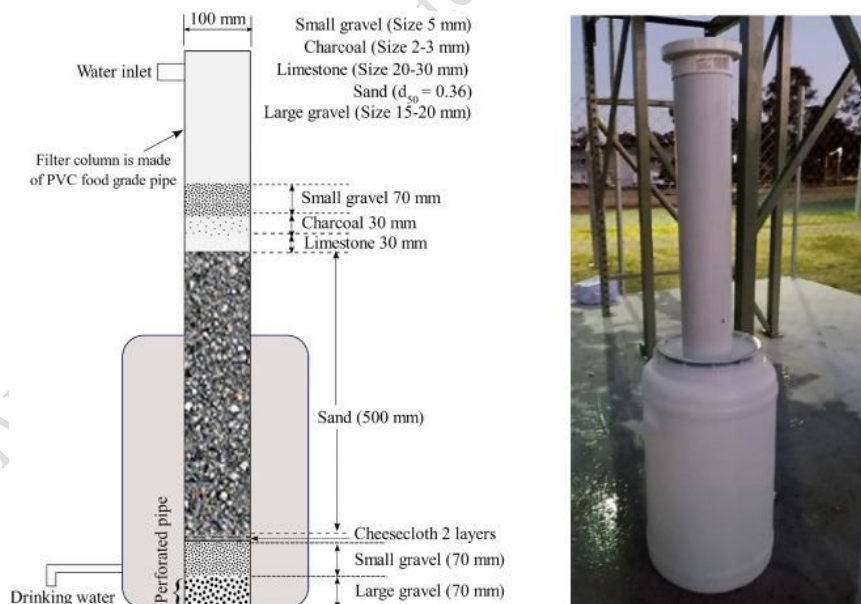 100 mm
Small gravel (Size 5 mm)
Charcoal (Size 2-3 mm)
Limestone (Size 20-30 mm)
Sand (d50 = 0.36)
Large gravel (Size 15-20 mm)
Water inlet
Filter column is made
of PVC food grade pipe
Small gravel 70 mm
Charcoal 30 mm
Limestone 30 mm
Sand (500 mm)
Cheesecloth 2 layers
Small gravel (70 mm)
Large gravel (70 mm)
Perforated pipe
Drinking water